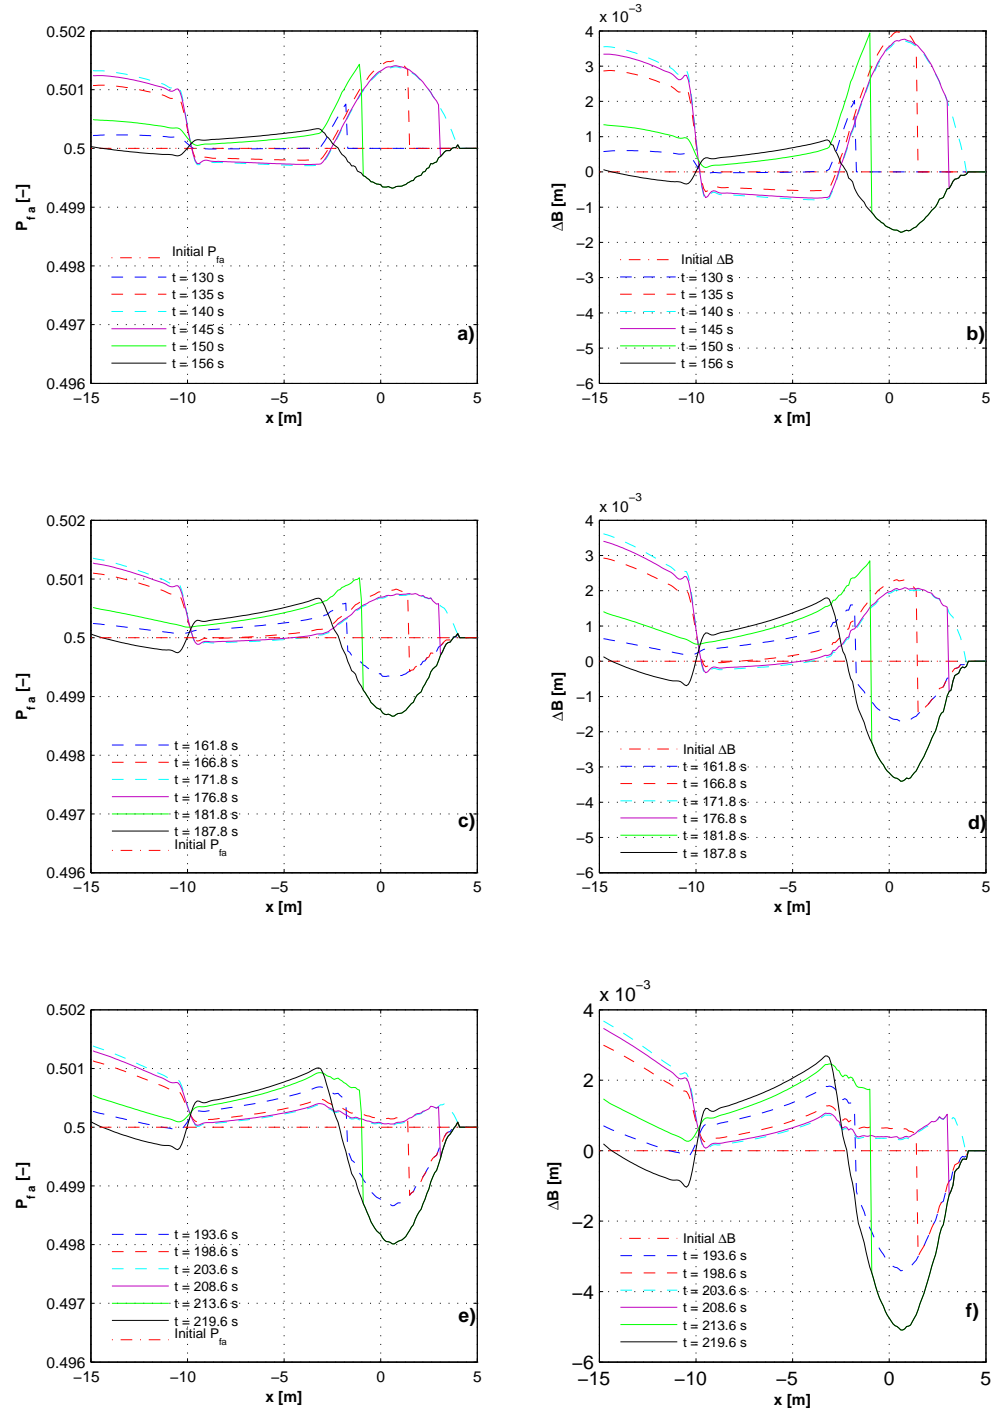 0.502
0.501
0.5
0.499
0.498
0.497
0.496
P_fa [−]
Initial P_fa
t = 130 s
t = 135 s
t = 140 s
t = 145 s
t = 150 s
t = 156 s
a)
−15 −10 −5 0 5
x [m]
x 10^−3
4
3
2
1
0
−1
−2
−3
−4
−5
−6
ΔB [m]
Initial ΔB
t = 130 s
t = 135 s
t = 140 s
t = 145 s
t = 150 s
t = 156 s
b)
−15 −10 −5 0 5
x [m]
0.502
0.501
0.5
0.499
0.498
0.497
0.496
P_fa [−]
t = 161.8 s
t = 166.8 s
t = 171.8 s
t = 176.8 s
t = 181.8 s
t = 187.8 s
Initial P_fa
c)
−15 −10 −5 0 5
x [m]
x 10^−3
4
3
2
1
0
−1
−2
−3
−4
−5
−6
ΔB [m]
Initial ΔB
t = 161.8 s
t = 166.8 s
t = 171.8 s
t = 176.8 s
t = 181.8 s
t = 187.8 s
d)
−15 −10 −5 0 5
x [m]
0.502
0.501
0.5
0.499
0.498
0.497
0.496
P_fa [−]
t = 193.6 s
t = 198.6 s
t = 203.6 s
t = 208.6 s
t = 213.6 s
t = 219.6 s
Initial P_fa
e)
−15 −10 −5 0 5
x [m]
x 10^−3
4
2
0
−2
−4
−6
ΔB [m]
Initial ΔB
t = 193.6 s
t = 198.6 s
t = 203.6 s
t = 208.6 s
t = 213.6 s
t = 219.6 s
f)
−15 −10 −5 0 5
x [m]